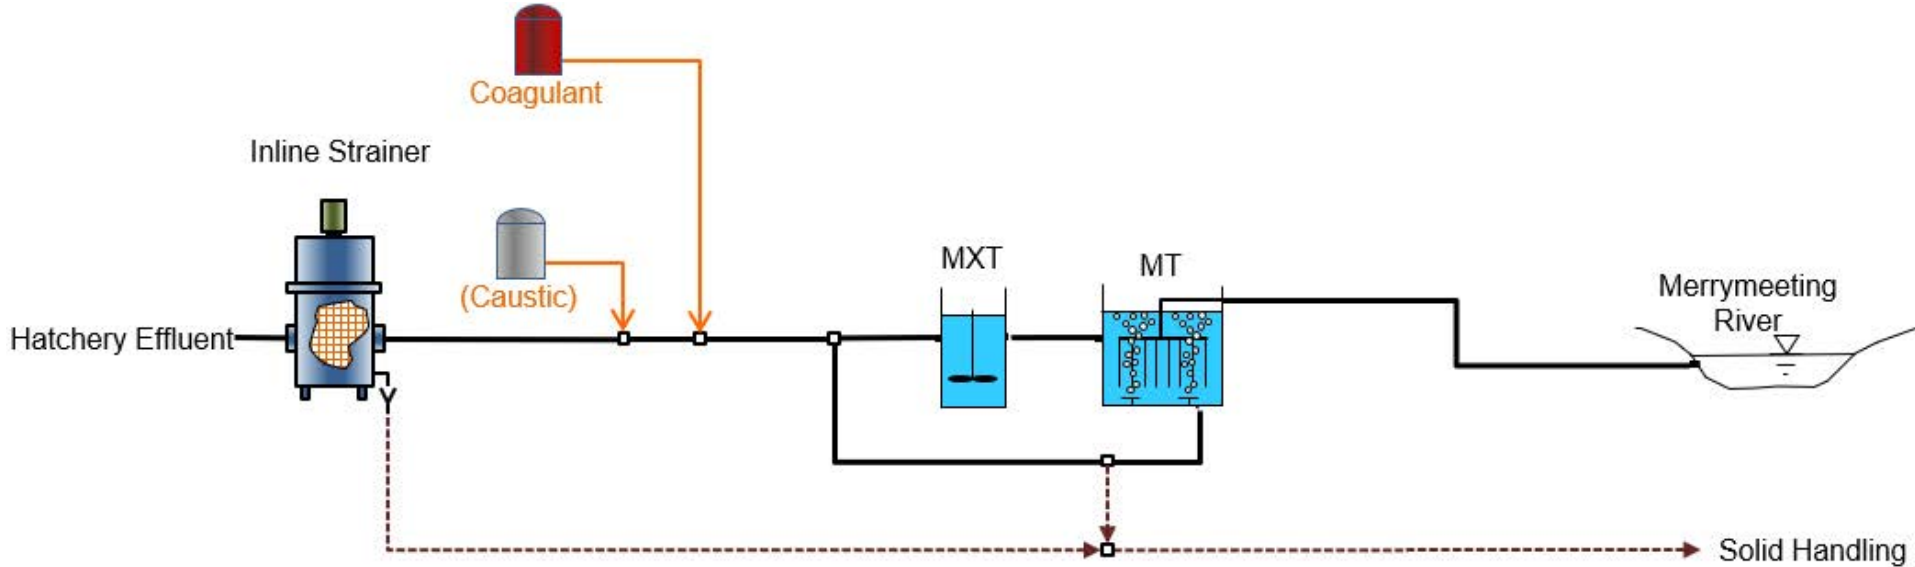 Coagulant
Inline Strainer
(Caustic)
MXT
MT
Merrymeeting
River
Hatchery Effluent
Solid Handling